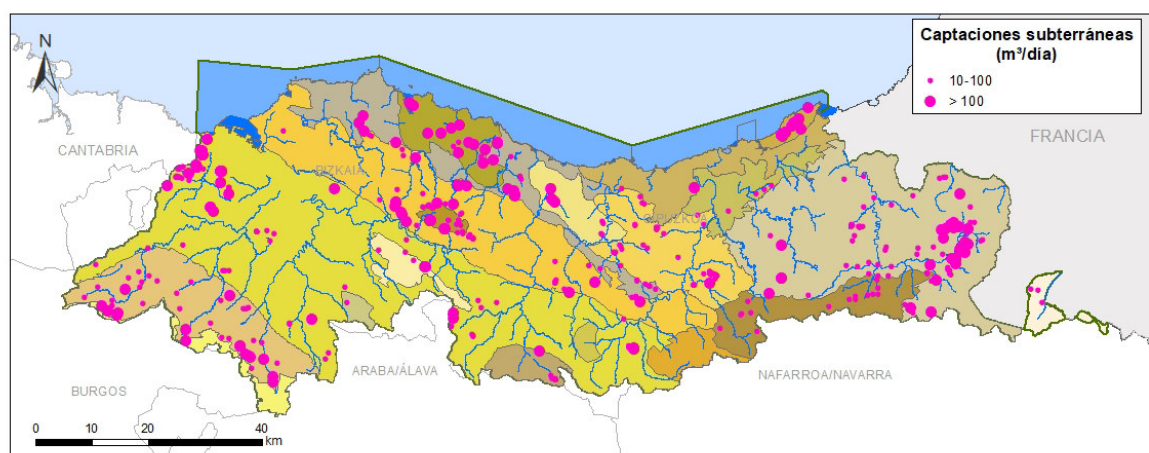 Captaciones subterráneas
(m³/día)
10-100
> 100
N
FRANCIA
CANTABRIA
BIZKAIA
GIPUZKOA
ARABA/ÁLAVA
NAFARROA/NAVARRA
BURGOS
0 10 20 40
km